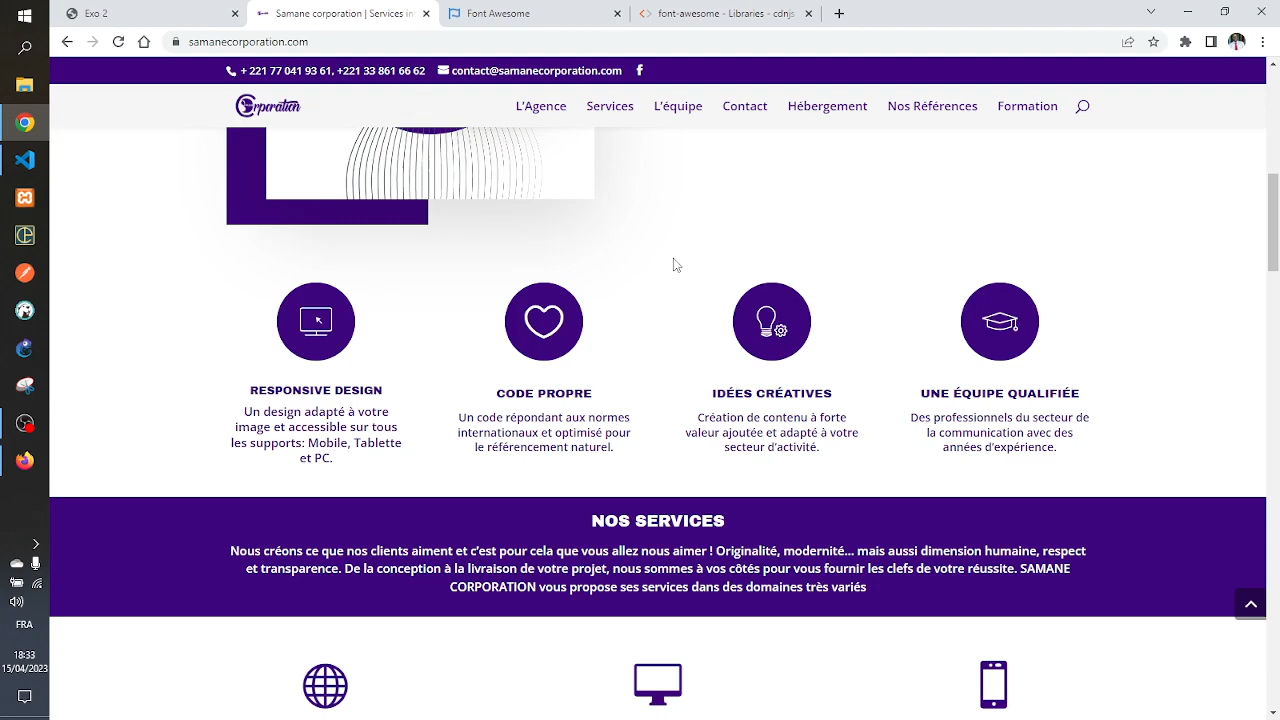 Exo 2
Samane corporation | Services in
Font Awesome
font-awesome - Libraries - cdnjs
samanecorporation.com
+ 221 77 041 93 61, +221 33 861 66 62 contact@samanecorporation.com
Corporation
L'Agence Services L'équipe Contact Hébergement Nos Références Formation
RESPONSIVE DESIGN
Un design adapté à votre
image et accessible sur tous
les supports: Mobile, Tablette
et PC.
CODE PROPRE
Un code répondant aux normes
internationaux et optimisé pour
le référencement naturel.
IDÉES CRÉATIVES
Création de contenu à forte
valeur ajoutée et adapté à votre
secteur d'activité.
UNE ÉQUIPE QUALIFIÉE
Des professionnels du secteur de
la communication avec des
années d'expérience.
NOS SERVICES
Nous créons ce que nos clients aiment et c'est pour cela que vous allez nous aimer ! Originalité, modernité... mais aussi dimension humaine, respect
et transparence. De la conception à la livraison de votre projet, nous sommes à vos côtés pour vous fournir les clefs de votre réussite. SAMANE
CORPORATION vous propose ses services dans des domaines très variés
FRA
18:33
15/04/2023